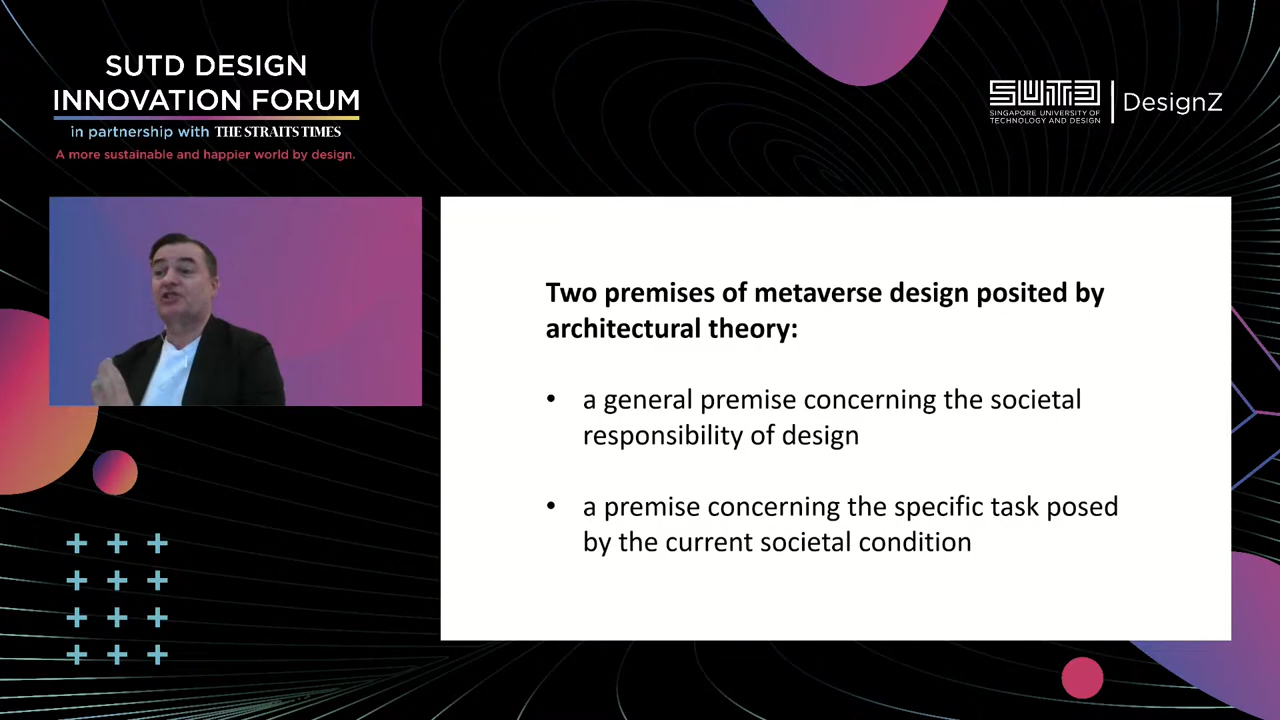 SUTD DESIGN
INNOVATION FORUM
in partnership with THE STRAITS TIMES
A more sustainable and happier world by design.
SUTD
SINGAPORE UNIVERSITY OF
TECHNOLOGY AND DESIGN
DesignZ
Two premises of metaverse design posited by
architectural theory:
• a general premise concerning the societal
responsibility of design
• a premise concerning the specific task posed
by the current societal condition